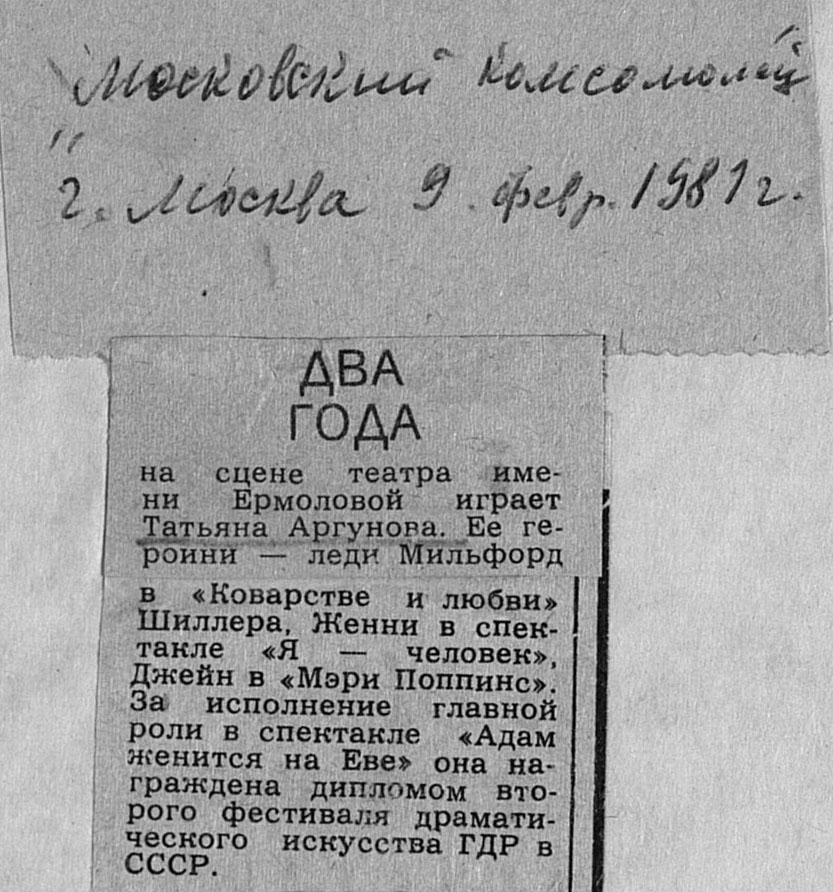 "Московский комсомолец"
г. Москва 9. февр. 1981 г.
ДВА
ГОДА
на сцене театра име-
ни Ермоловой играет
Татьяна Аргунова. Ее ге-
роини — леди Мильфорд
в «Коварстве и любви»
Шиллера, Женни в спек-
такле «Я — человек»,
Джейн в «Мэри Поппинс».
За исполнение главной
роли в спектакле «Адам
женится на Еве» она на-
граждена дипломом вто-
рого фестиваля драмати-
ческого искусства ГДР в
СССР.